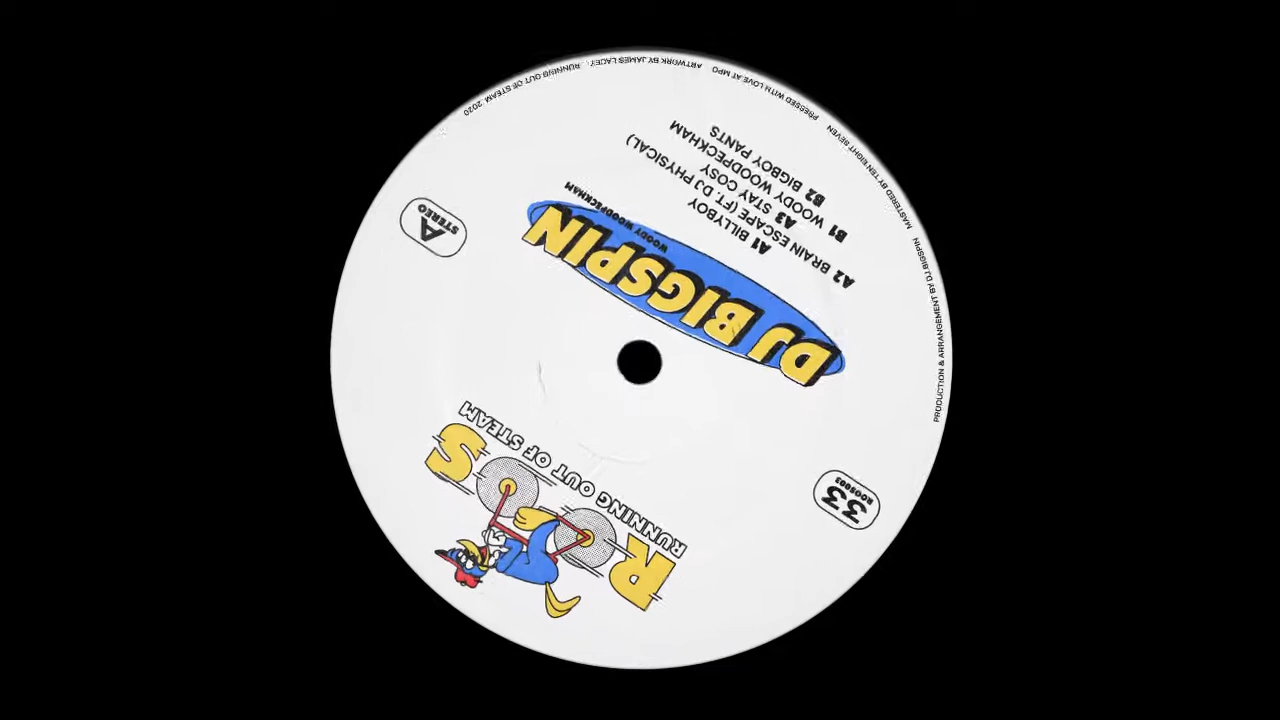 ROOS
RUNNING OUT OF STEAM
33
ROOS003
A
STEREO
DJ BIGSPIN
WOODY WOODPECKHAM
A1 BILLYBOY
A2 BRAIN ESCAPE (FT. DJ PHYSICAL)
A3 STAY COSY
B1 WOODY WOODPECKHAM
B2 BIGBOY PANTS
PRODUCTION & ARRANGEMENT BY DJ BIGSPIN MASTERED BY TEN EIGHT SEVEN PRESSED WITH LOVE AT MPO ARTWORK BY JAMES LACEY RUNNING OUT OF STEAM 2020